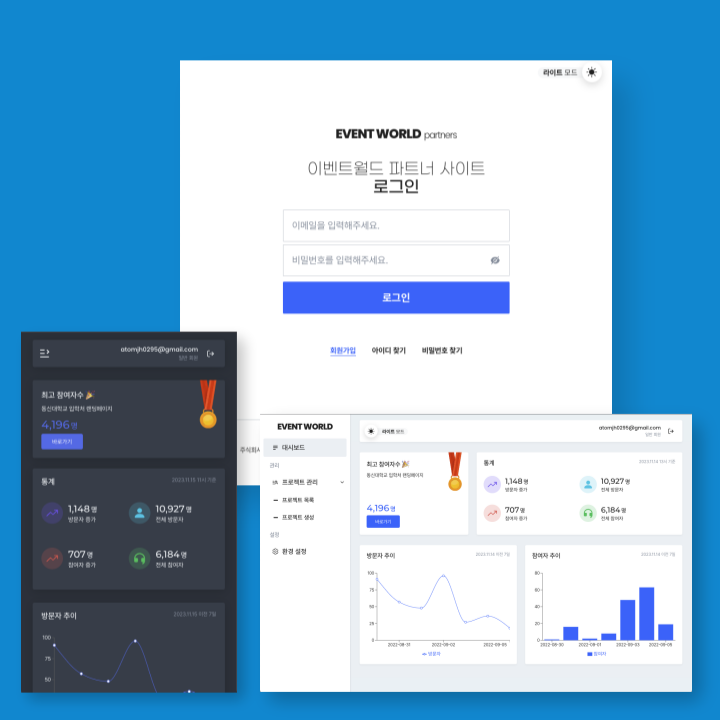 라이트 모드
EVENT WORLD partners
이벤트월드 파트너 사이트
로그인
이메일을 입력해주세요.
비밀번호를 입력해주세요.
로그인
회원가입 아이디 찾기 비밀번호 찾기
주식회사
atomjh0295@gmail.com
일반 회원
최고 참여자수
동신대학교 입학처 랜딩페이지
4,196 명
바로가기
통계
1,148 명
방문자 증가
10,927 명
전체 방문자
707 명
참여자 증가
6,184 명
전체 참여자
방문자 추이
100
75
50
EVENT WORLD
대시보드
관리
프로젝트 관리
프로젝트 목록
프로젝트 생성
설정
환경 설정
라이트 모드
atomjh0295@gmail.com
일반 회원
최고 참여자수
동신대학교 입학처 랜딩페이지
4,196 명
바로가기
통계
1,148 명
방문자 증가
10,927 명
전체 방문자
707 명
참여자 증가
6,184 명
전체 참여자
방문자 추이
100
75
50
25
0
2022-08-31 2022-09-02 2022-09-05
방문자
참여자 추이
80
60
40
20
0
2022-08-30 2022-09-01 2022-09-03 2022-09-05
참여자